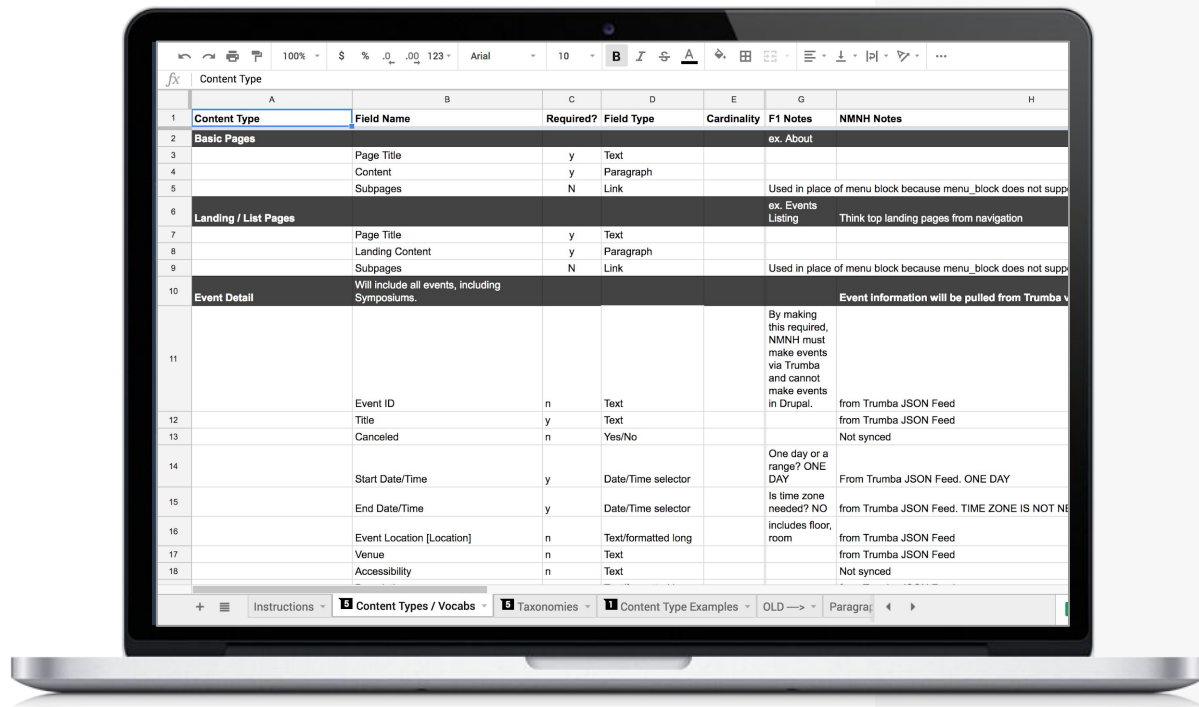 100% $ % .0 .00 123 Arial 10 B I S A ...
fx Content Type
A B C D E G H
1 Content Type Field Name Required? Field Type Cardinality F1 Notes NMNH Notes
2 Basic Pages ex. About
3 Page Title y Text
4 Content y Paragraph
5 Subpages N Link Used in place of menu block because menu_block does not supp
ex. Events
6 Landing / List Pages Listing Think top landing pages from navigation
7 Page Title y Text
8 Landing Content y Paragraph
9 Subpages N Link Used in place of menu block because menu_block does not supp
Will include all events, including
10 Event Detail Symposiums. Event information will be pulled from Trumba v
By making
this required,
NMNH must
make events
11 via Trumba
and cannot
make events
Event ID n Text in Drupal. from Trumba JSON Feed
12 Title y Text from Trumba JSON Feed
13 Canceled n Yes/No Not synced
One day or a
14 range? ONE
Start Date/Time y Date/Time selector DAY From Trumba JSON Feed. ONE DAY
15 Is time zone
End Date/Time y Date/Time selector needed? NO from Trumba JSON Feed. TIME ZONE IS NOT NE
16 includes floor,
Event Location [Location] n Text/formatted long room from Trumba JSON Feed
17 Venue n Text from Trumba JSON Feed
18 Accessibility n Text Not synced
+ Instructions 5 Content Types / Vocabs 5 Taxonomies 1 Content Type Examples OLD —> Paragrap